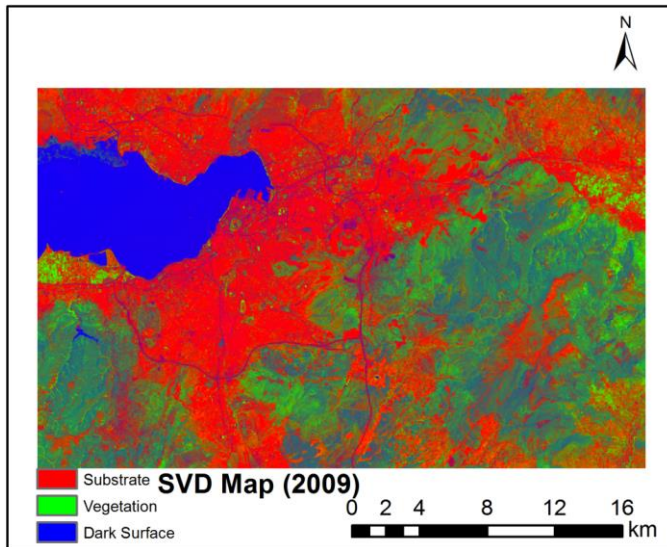 N
Substrate
SVD Map (2009)
Vegetation
Dark Surface
0 2 4 8 12 16
km